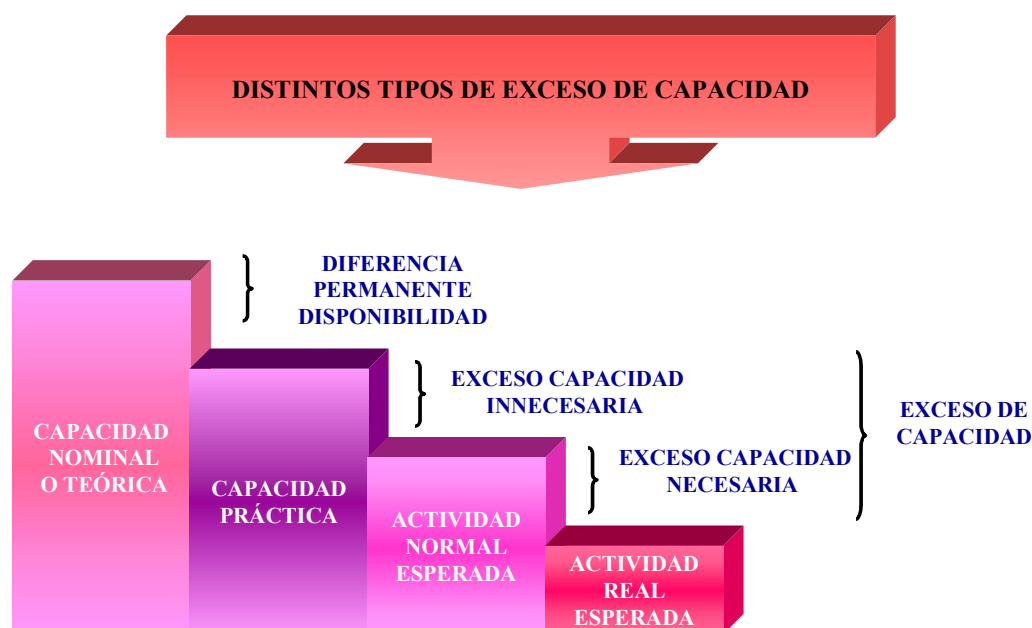 DISTINTOS TIPOS DE EXCESO DE CAPACIDAD
DIFERENCIA
PERMANENTE
DISPONIBILIDAD
EXCESO CAPACIDAD
INNECESARIA
EXCESO DE
CAPACIDAD
EXCESO CAPACIDAD
NECESARIA
CAPACIDAD
NOMINAL
O TEÓRICA
CAPACIDAD
PRÁCTICA
ACTIVIDAD
NORMAL
ESPERADA
ACTIVIDAD
REAL
ESPERADA